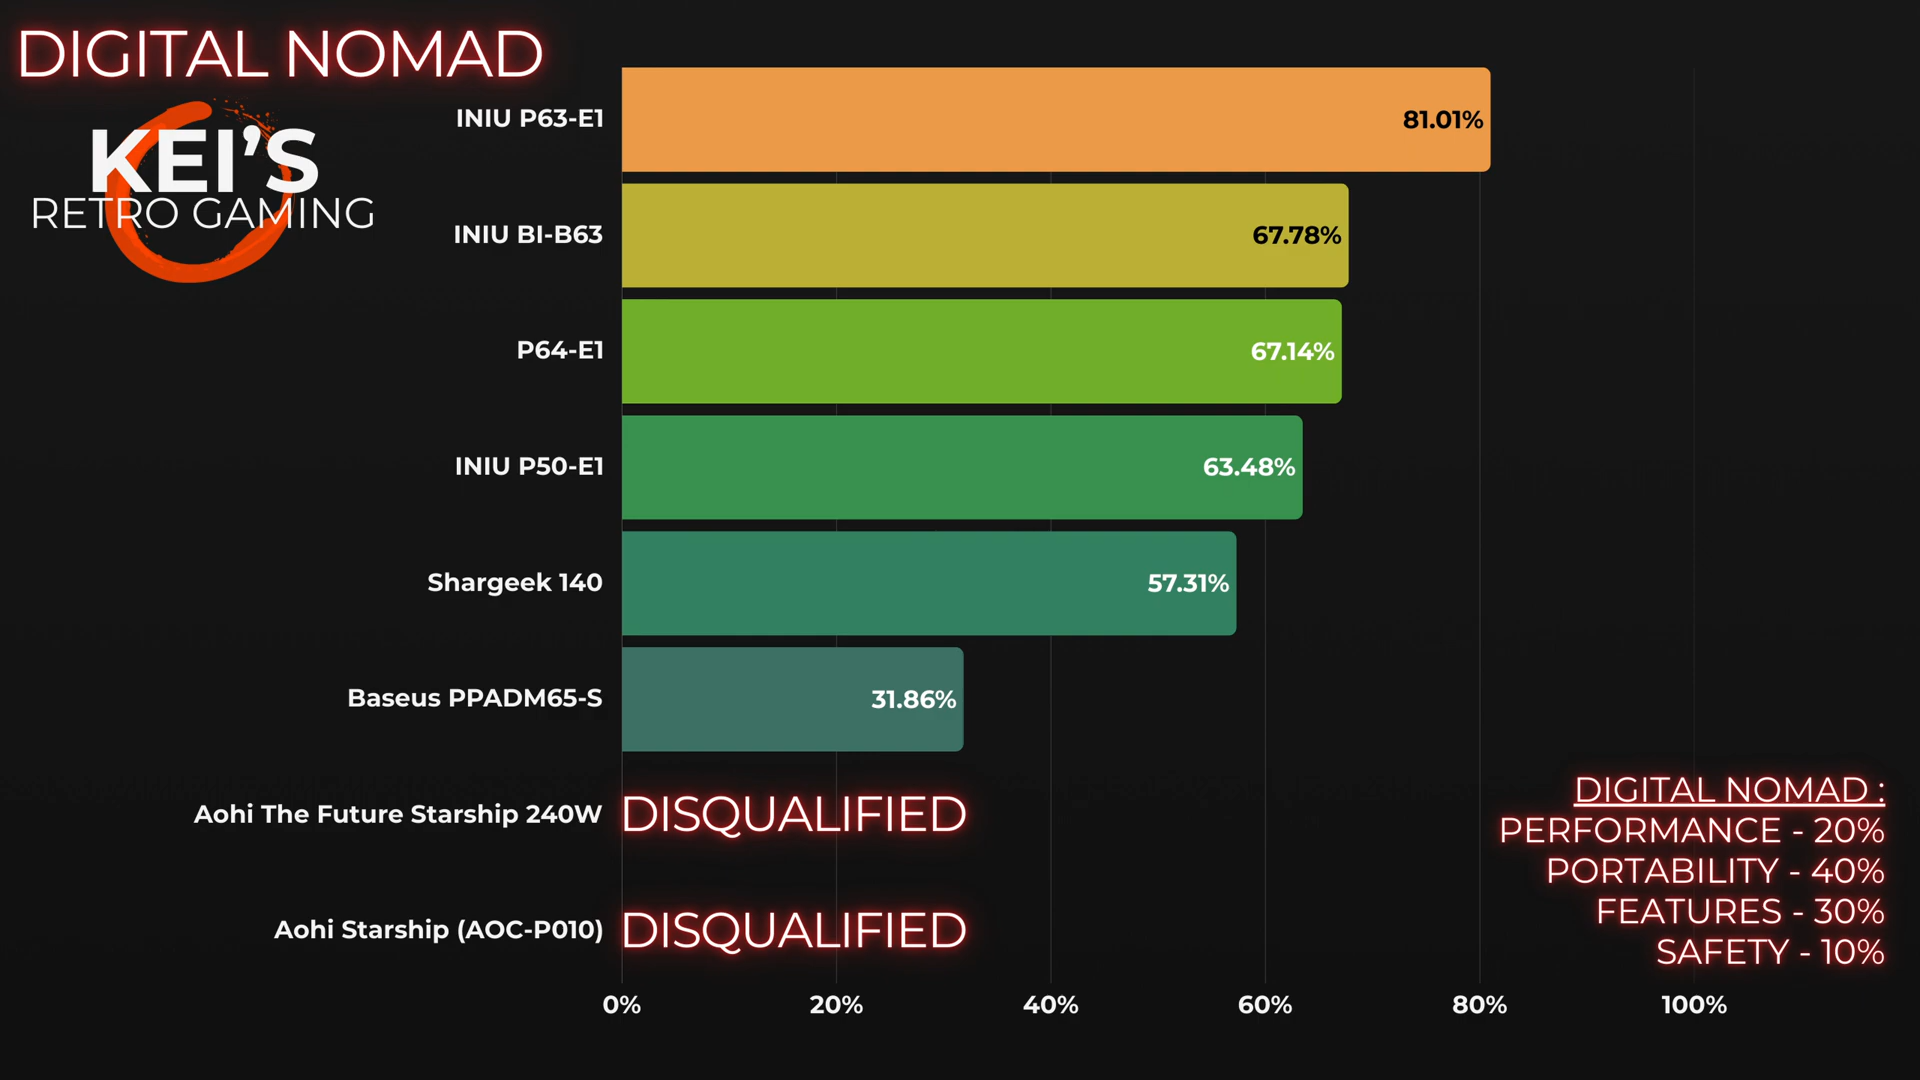 DIGITAL NOMAD
KEI'S
RETRO GAMING
INIU P63-E1
81.01%
INIU BI-B63
67.78%
P64-E1
67.14%
INIU P50-E1
63.48%
Shargeek 140
57.31%
Baseus PPADM65-S
31.86%
Aohi The Future Starship 240W
DISQUALIFIED
Aohi Starship (AOC-P010)
DISQUALIFIED
0%
20%
40%
60%
80%
100%
DIGITAL NOMAD :
PERFORMANCE - 20%
PORTABILITY - 40%
FEATURES - 30%
SAFETY - 10%